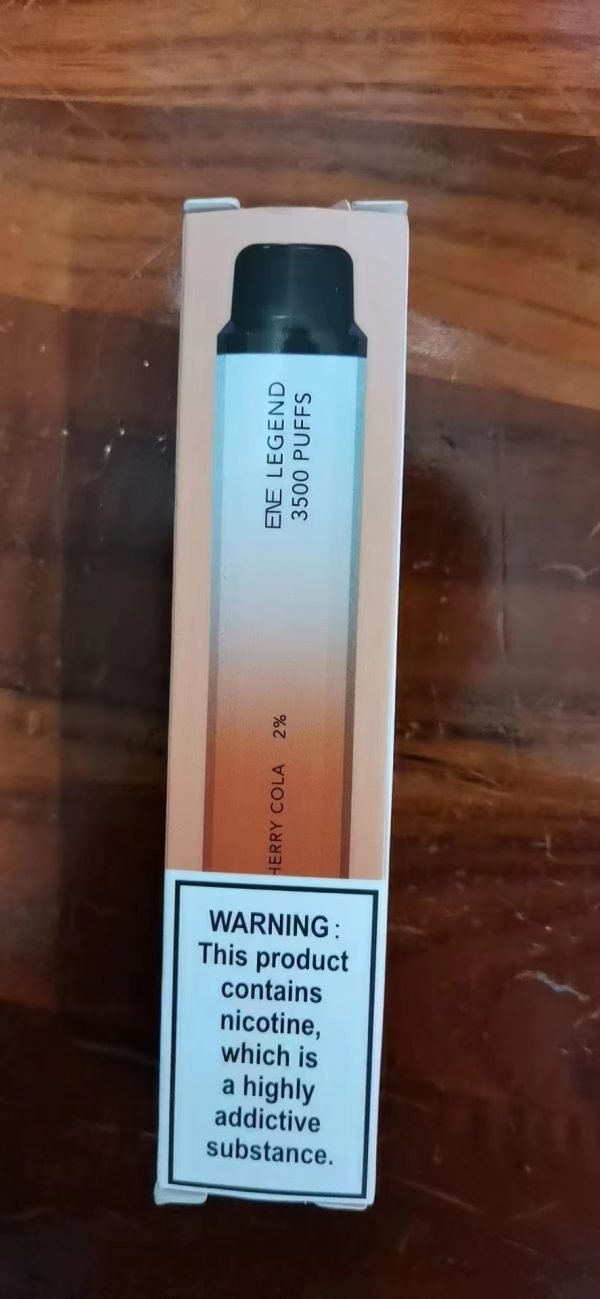 ENE LEGEND
3500 PUFFS
HERRY COLA 2%
WARNING:
This product
contains
nicotine,
which is
a highly
addictive
substance.